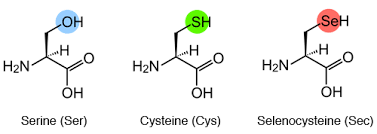 OH SH SeH
H H H
H₂N O H₂N O H₂N O
OH OH OH
Serine (Ser) Cysteine (Cys) Selenocysteine (Sec)